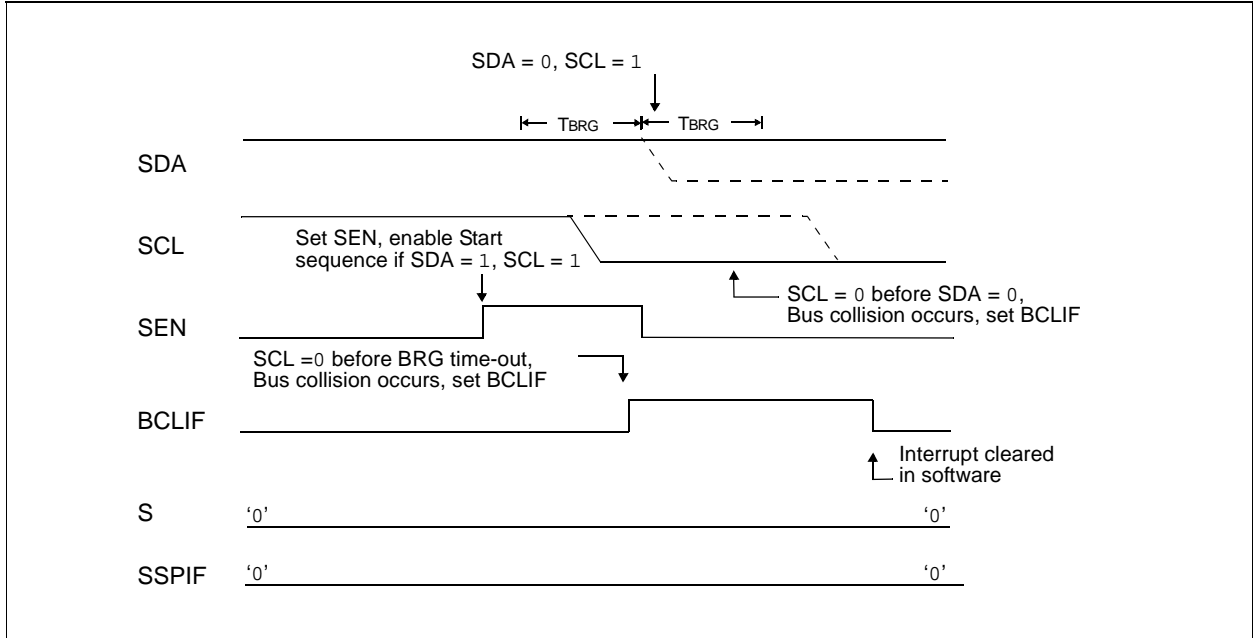 SDA = 0, SCL = 1
TBRG TBRG
SDA
SCL
Set SEN, enable Start
sequence if SDA = 1, SCL = 1
SCL = 0 before SDA = 0,
Bus collision occurs, set BCLIF
SEN
SCL =0 before BRG time-out,
Bus collision occurs, set BCLIF
BCLIF
Interrupt cleared
in software
S ‘0’ ‘0’
SSPIF ‘0’ ‘0’